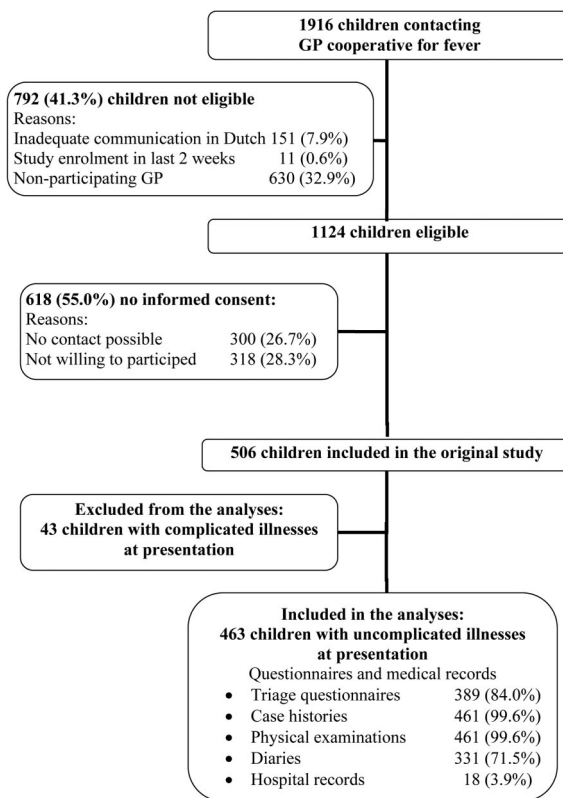 1916 children contacting
GP cooperative for fever
792 (41.3%) children not eligible
Reasons:
Inadequate communication in Dutch 151 (7.9%)
Study enrolment in last 2 weeks 11 (0.6%)
Non-participating GP 630 (32.9%)
1124 children eligible
618 (55.0%) no informed consent:
Reasons:
No contact possible 300 (26.7%)
Not willing to participed 318 (28.3%)
506 children included in the original study
Excluded from the analyses:
43 children with complicated illnesses
at presentation
Included in the analyses:
463 children with uncomplicated illnesses
at presentation
Questionnaires and medical records
• Triage questionnaires 389 (84.0%)
• Case histories 461 (99.6%)
• Physical examinations 461 (99.6%)
• Diaries 331 (71.5%)
• Hospital records 18 (3.9%)